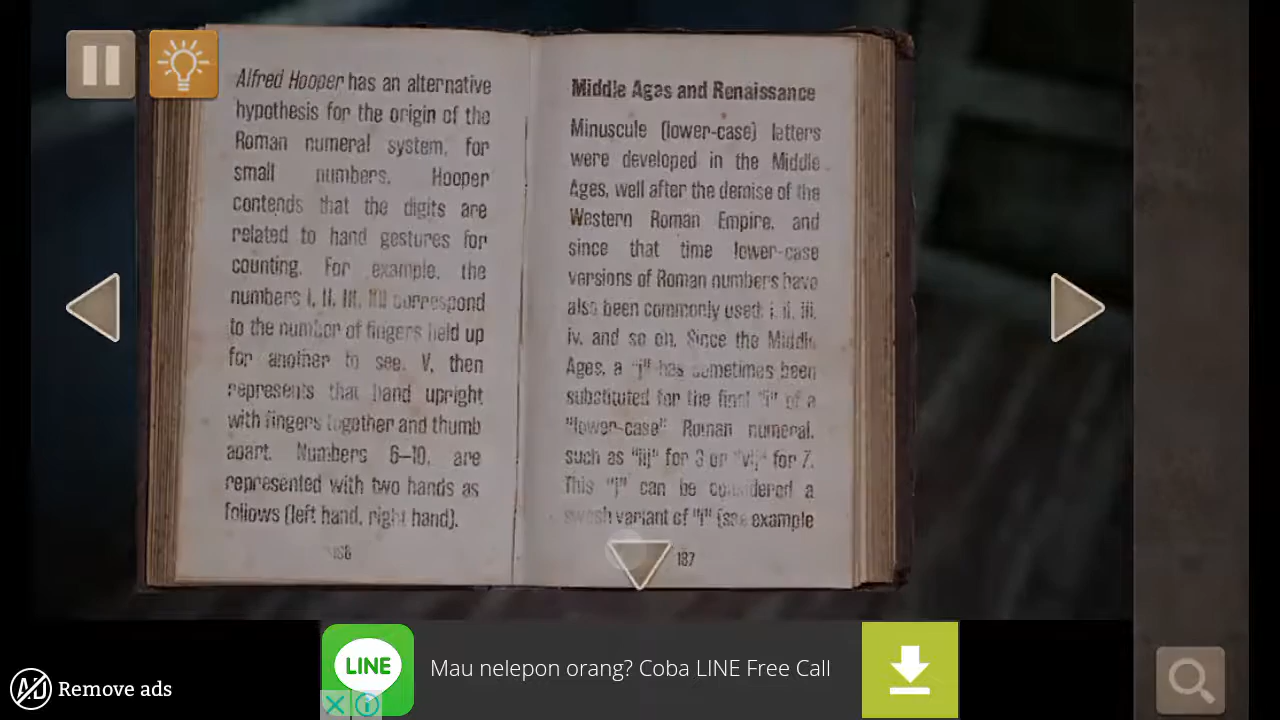 Alfred Hooper has an alternative
hypothesis for the origin of the
Roman numeral system, for
small numbers. Hooper
contends that the digits are
related to hand gestures for
counting. For example, the
numbers I, II, III, IIII correspond
to the number of fingers held up
for another to see. V, then
represents that hand upright
with fingers together and thumb
apart. Numbers 6–10, are
represented with two hands as
follows (left hand, right hand).
Middle Ages and Renaissance
Minuscule (lower-case) letters
were developed in the Middle
Ages, well after the demise of the
Western Roman Empire, and
since that time lower-case
versions of Roman numbers have
also been commonly used: i, ii, iii,
iv, and so on. Since the Middle
Ages, a "j" has sometimes been
substituted for the final "i" of a
"lower-case" Roman numeral,
such as "iij" for 3 or "vij" for 7.
This "j" can be considered a
swash variant of "i" (see example
187
LINE
Mau nelepon orang? Coba LINE Free Call
Remove ads